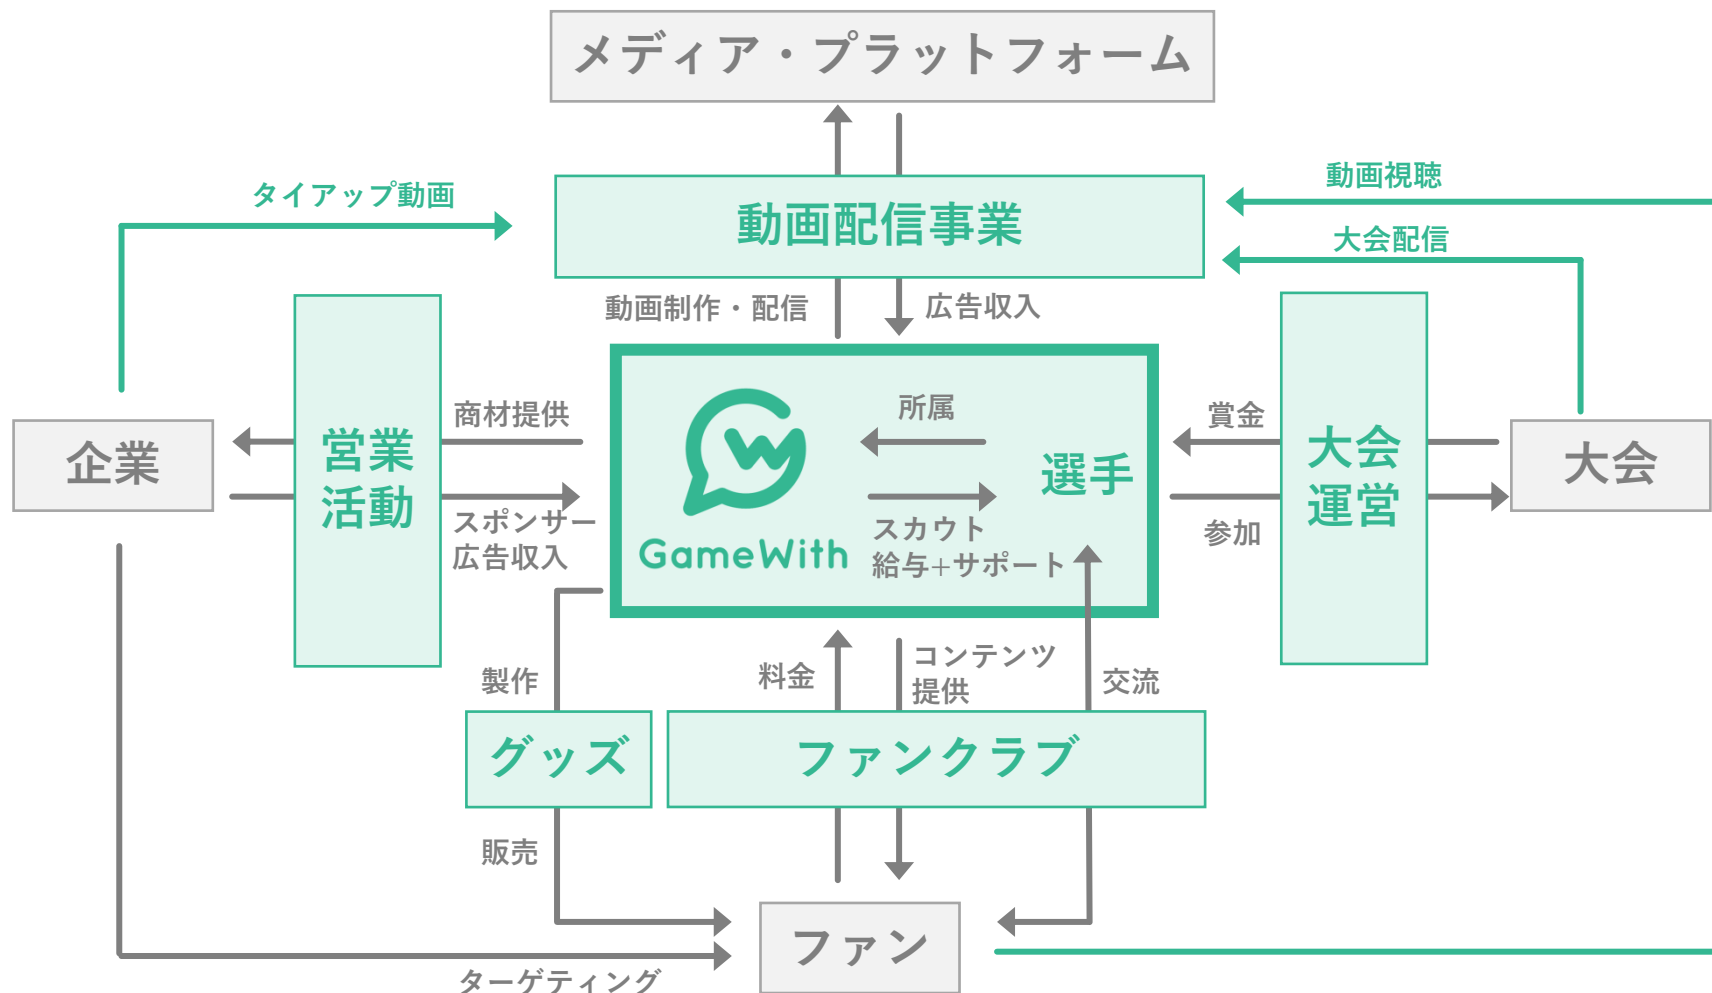 メディア・プラットフォーム
動画視聴
タイアップ動画
動画配信事業
大会配信
動画制作・配信
広告収入
所属
商材提供
賞金
営業
活動
大会
運営
企業
選手
大会
スポンサー
広告収入
GameWith
スカウト
給与+サポート
参加
製作
料金
コンテンツ
提供
交流
グッズ
ファンクラブ
販売
ファン
ターゲティング